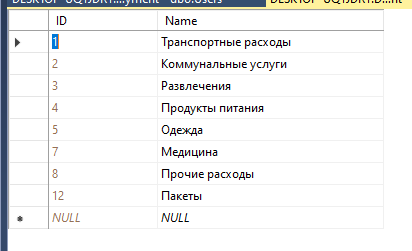 ID Name
1 Транспортные расходы
2 Коммунальные услуги
3 Развлечения
4 Продукты питания
5 Одежда
7 Медицина
8 Прочие расходы
12 Пакеты
NULL NULL